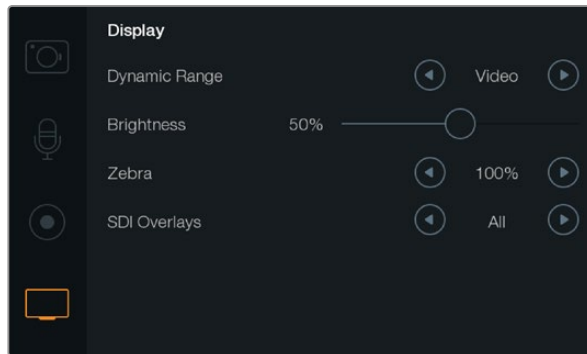 Display
Dynamic Range Video
Brightness 50%
Zebra 100%
SDI Overlays All